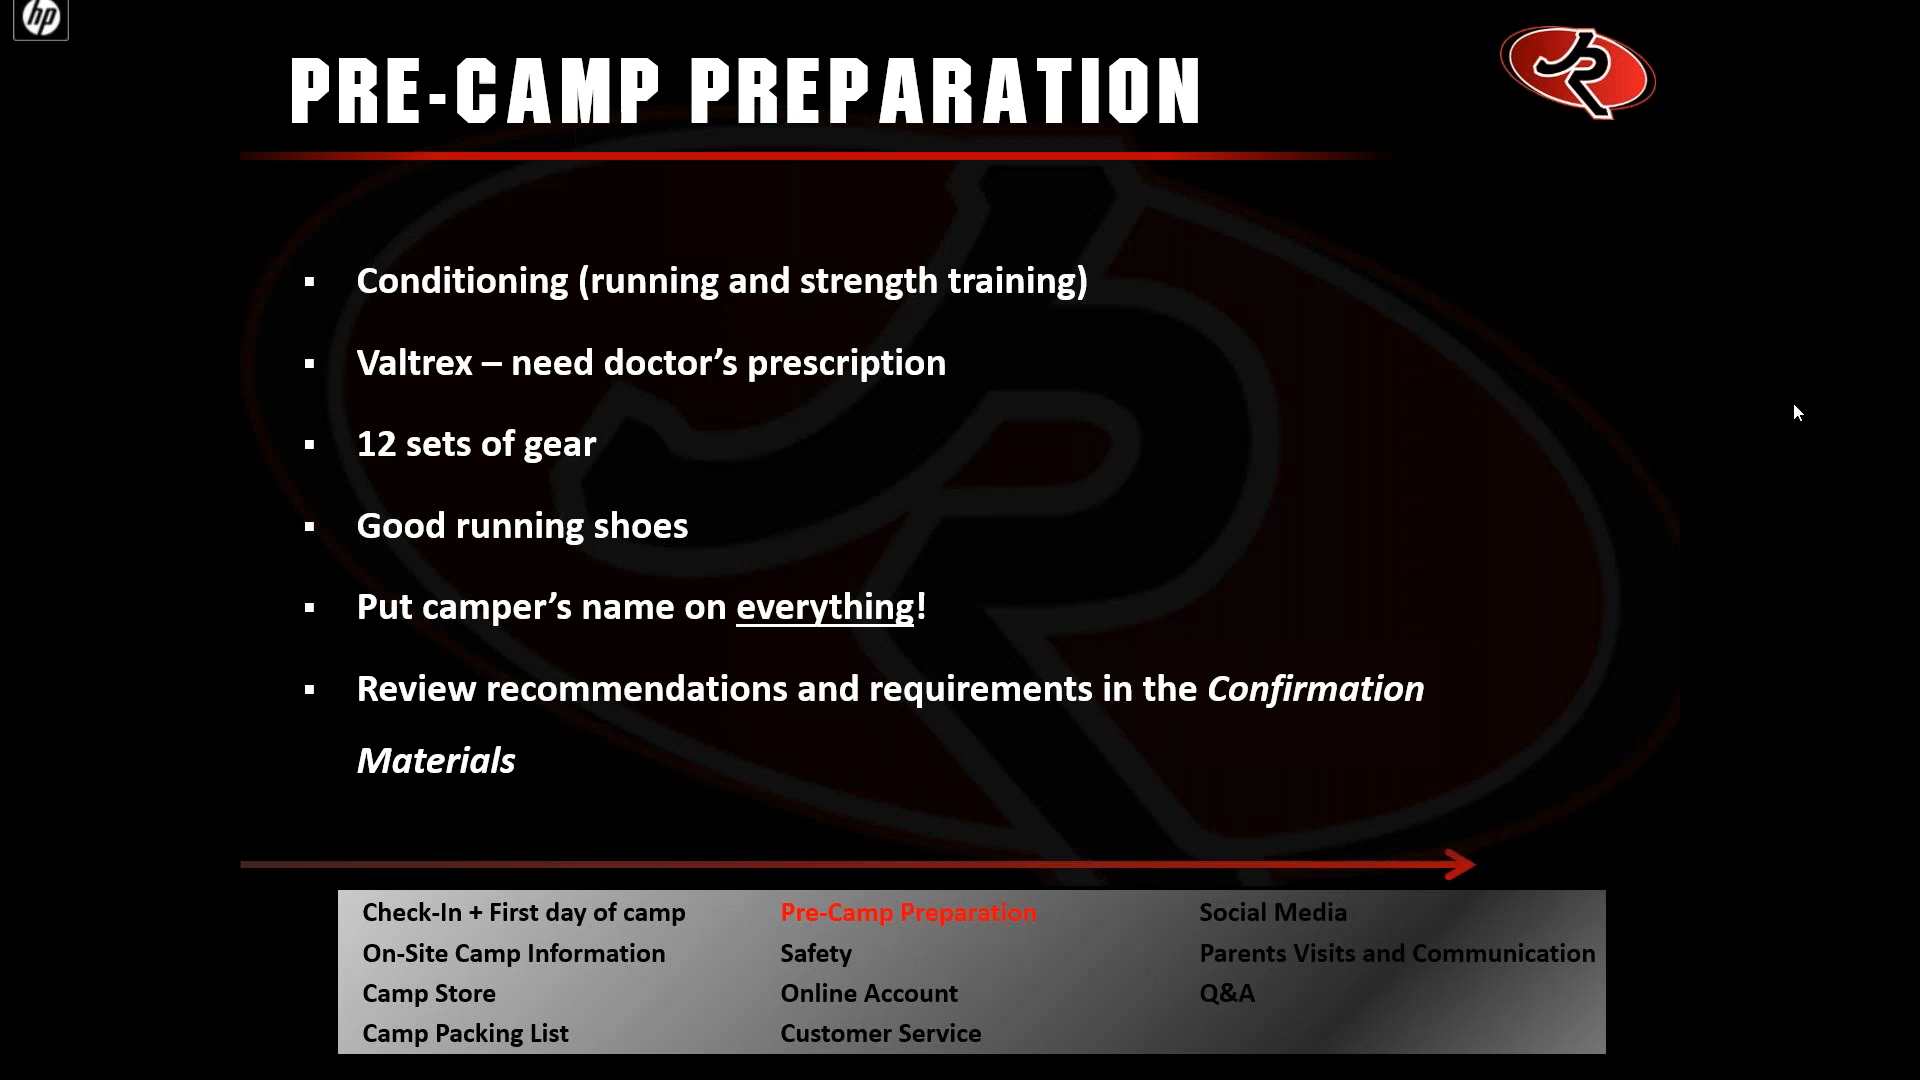 hp
PRE-CAMP PREPARATION
JR
▪ Conditioning (running and strength training)
▪ Valtrex – need doctor’s prescription
▪ 12 sets of gear
▪ Good running shoes
▪ Put camper’s name on everything!
▪ Review recommendations and requirements in the Confirmation
Materials
Check-In + First day of camp
On-Site Camp Information
Camp Store
Camp Packing List
Pre-Camp Preparation
Safety
Online Account
Customer Service
Social Media
Parents Visits and Communication
Q&A